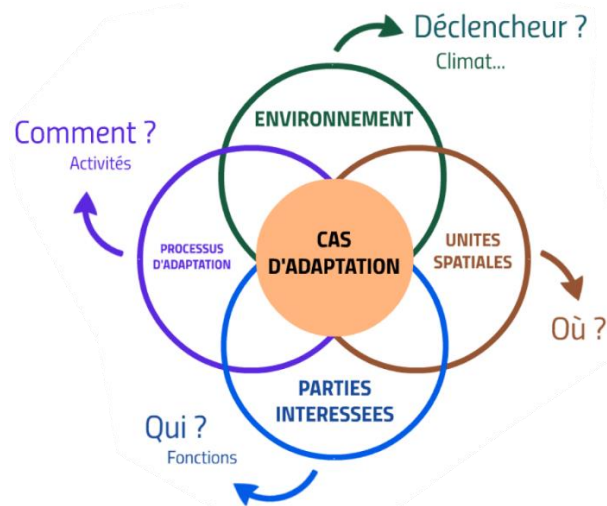 Déclencheur ?
Climat...
ENVIRONNEMENT
Comment ?
Activités
PROCESSUS
D'ADAPTATION
CAS
D'ADAPTATION
UNITES
SPATIALES
Où ?
PARTIES
INTERESSEES
Qui ?
Fonctions